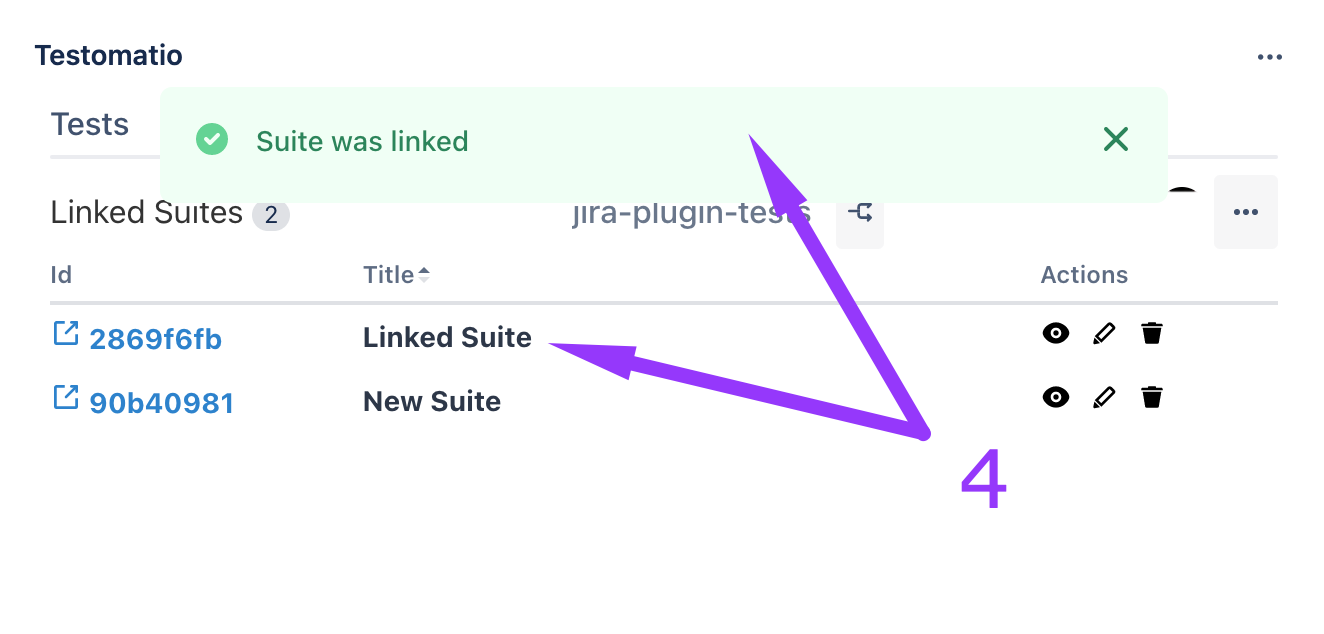 Testomatio
Tests
Suite was linked
Linked Suites 2 jira-plugin-tests
Id Title Actions
2869f6fb Linked Suite
90b40981 New Suite
4